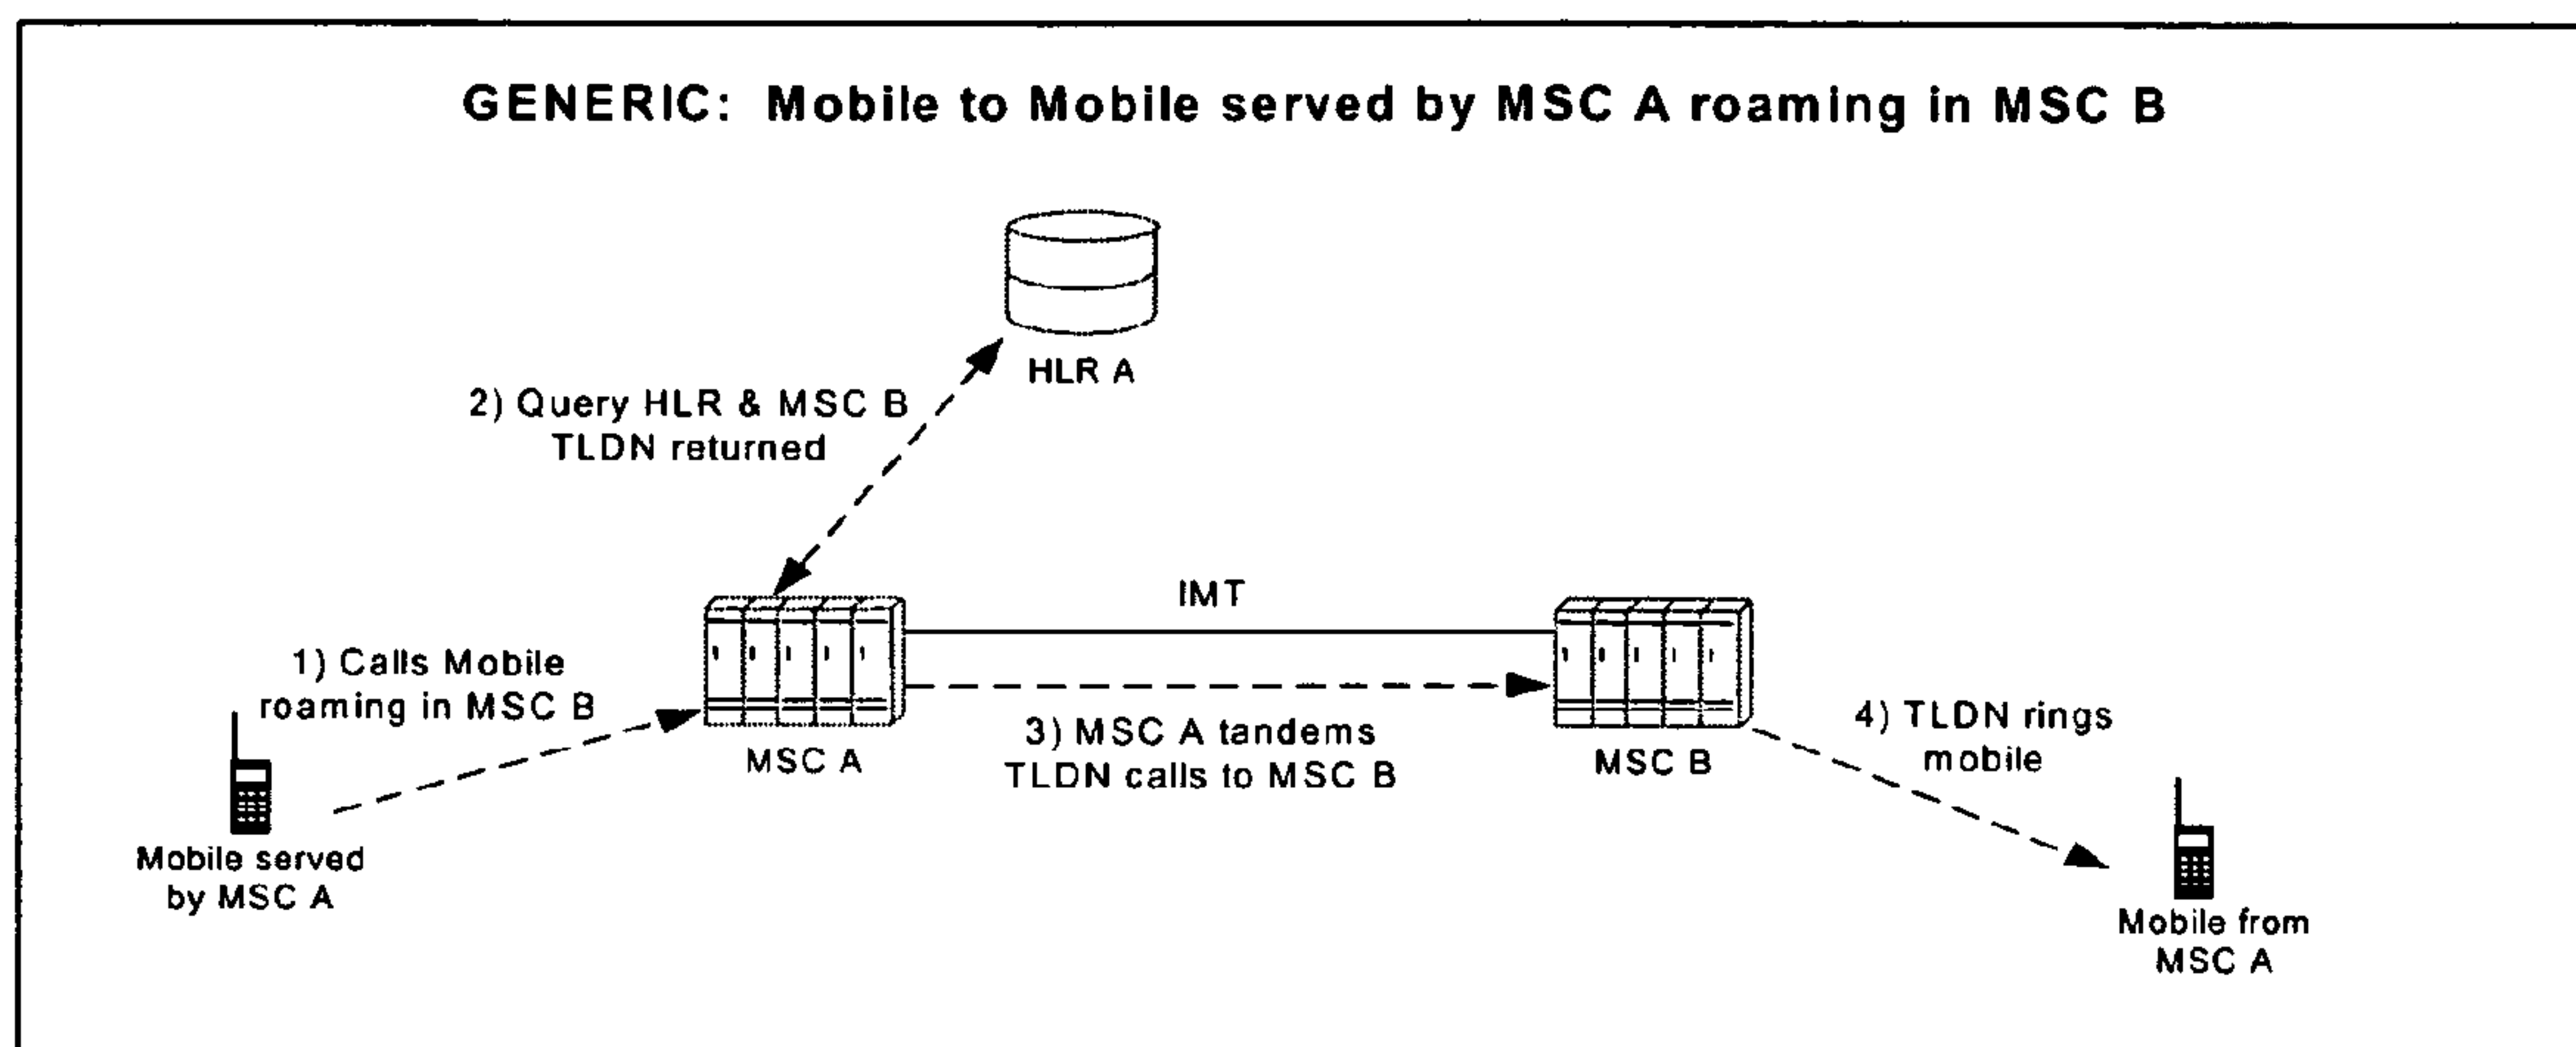 GENERIC: Mobile to Mobile served by MSC A roaming in MSC B
HLR A
2) Query HLR & MSC B
TLDN returned
IMT
1) Calls Mobile
roaming in MSC B
MSC A
3) MSC A tandems
TLDN calls to MSC B
MSC B
4) TLDN rings
mobile
Mobile served
by MSC A
Mobile from
MSC A